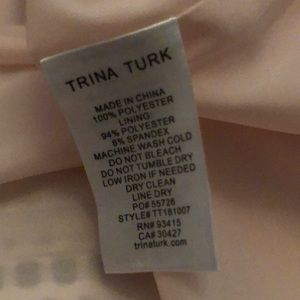 TRINA TURK
MADE IN CHINA
100% POLYESTER
LINING:
94% POLYESTER
6% SPANDEX
MACHINE WASH COLD
DO NOT BLEACH
DO NOT TUMBLE DRY
LOW IRON IF NEEDED
DRY CLEAN
LINE DRY
PO# 55726
STYLE# TT181007
RN# 93415
CA# 30427
trinaturk.com